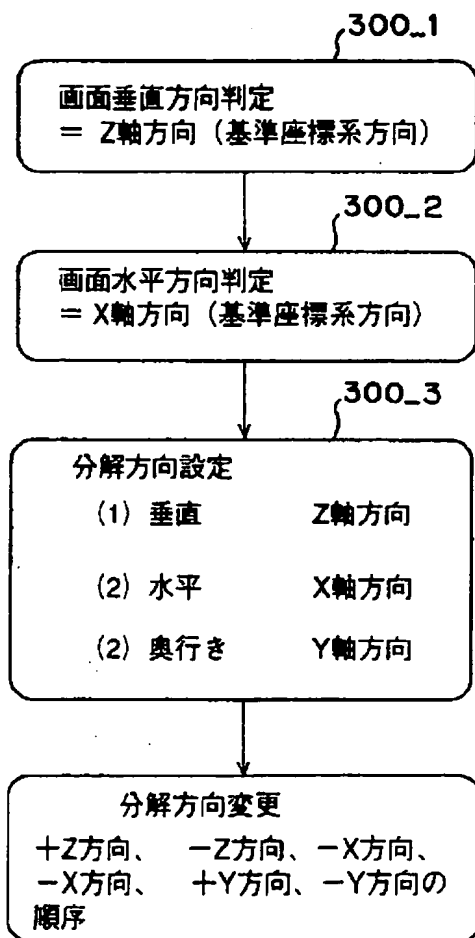 300_1
画面垂直方向判定
= Z軸方向（基準座標系方向）
300_2
画面水平方向判定
= X軸方向（基準座標系方向）
300_3
分解方向設定
(1) 垂直 Z軸方向
(2) 水平 X軸方向
(2) 奥行き Y軸方向
分解方向変更
+Z方向、 −Z方向、−X方向、
−X方向、 +Y方向、−Y方向の
順序